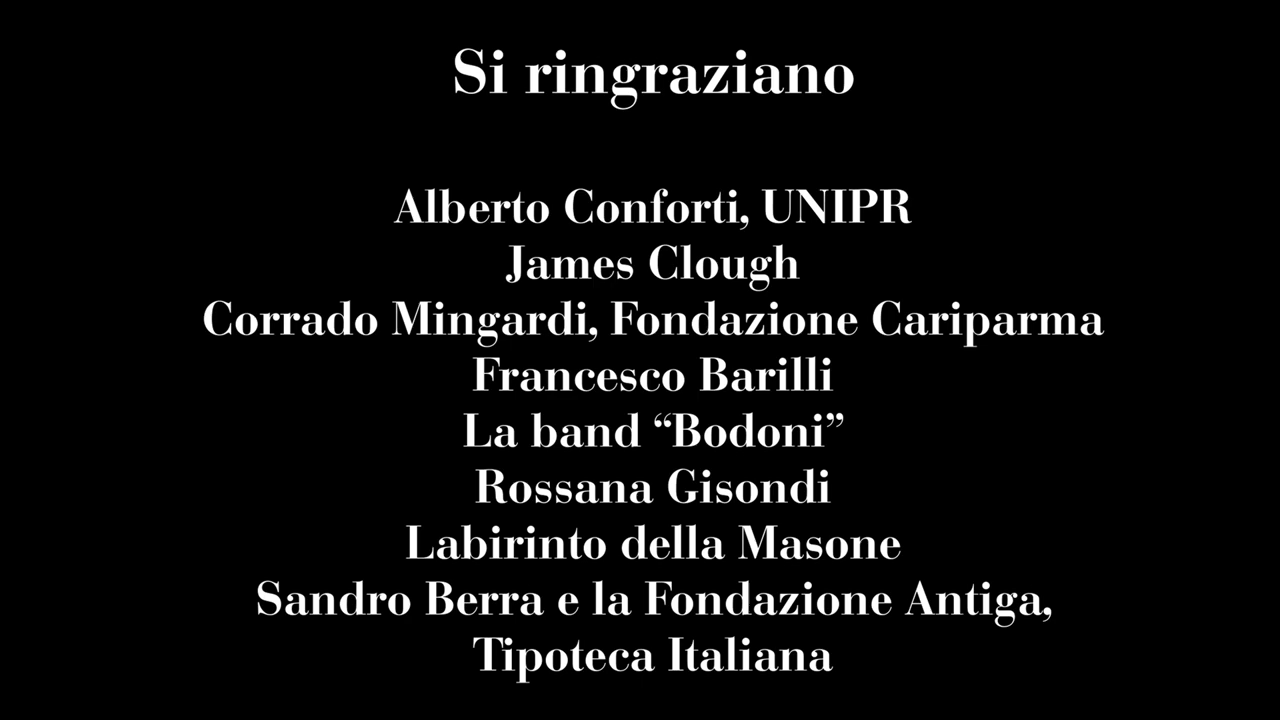 Si ringraziano
Alberto Conforti, UNIPR
James Clough
Corrado Mingardi, Fondazione Cariparma
Francesco Barilli
La band “Bodoni”
Rossana Gisondi
Labirinto della Masone
Sandro Berra e la Fondazione Antiga,
Tipoteca Italiana